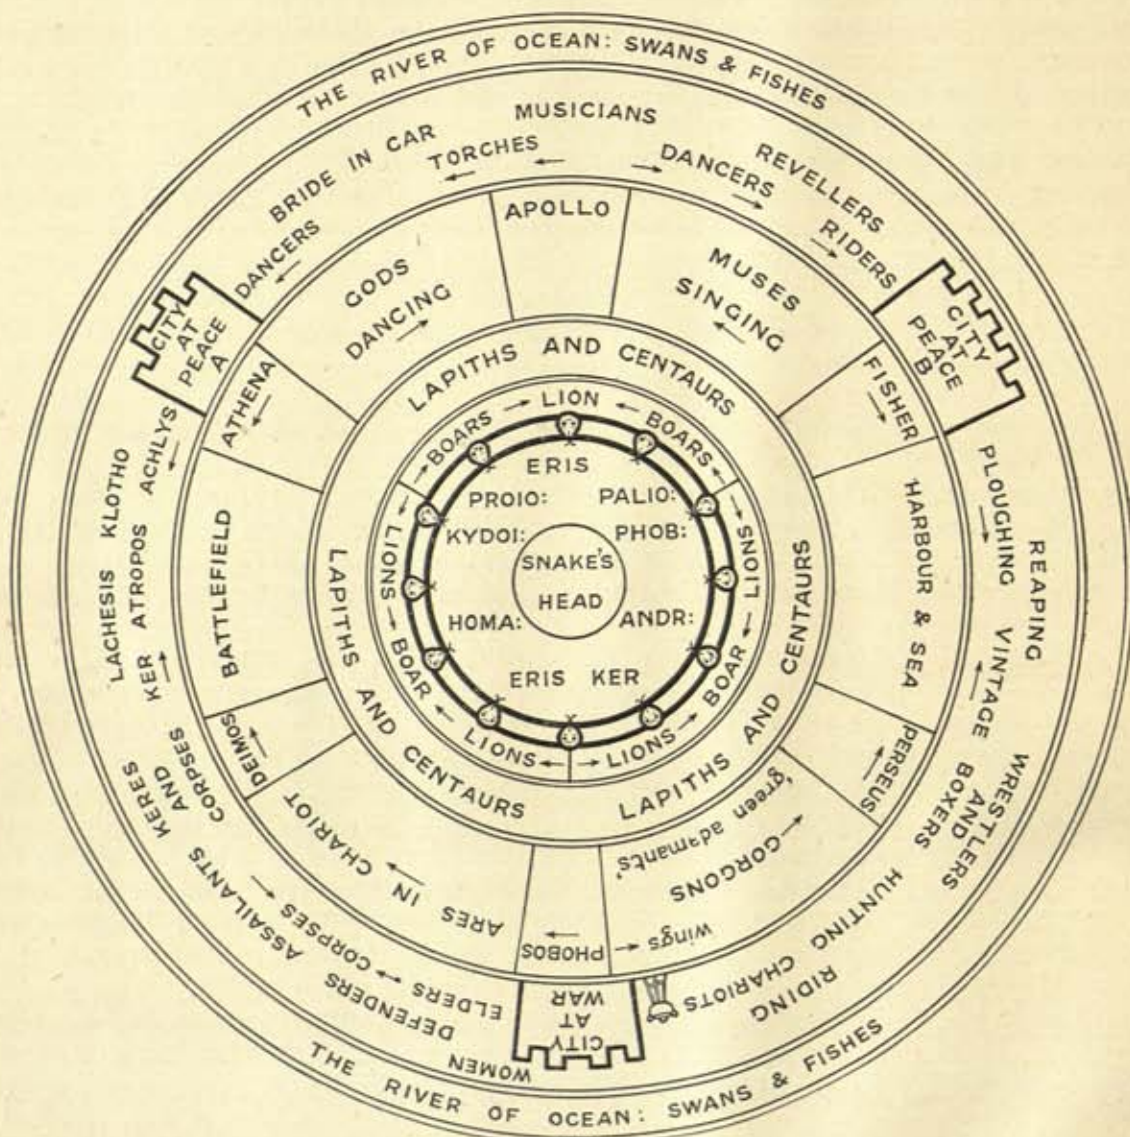 THE RIVER OF OCEAN: SWANS & FISHES
MUSICIANS
BRIDE IN CAR
TORCHES
DANCERS
DANCERS
REVELLERS
RIDERS
CITY
AT
PEACE
A
CITY
AT
PEACE
B
APOLLO
GODS
DANCING
MUSES
SINGING
ATHENA
FISHER
LAPITHS AND CENTAURS
BOARS
LION
BOARS
ERIS
PROIO:
PALIO:
KYDOI:
PHOB:
SNAKE'S
HEAD
HOMA:
ANDR:
ERIS KER
LIONS
LIONS
BOAR
BOAR
LIONS
LIONS
LAPITHS AND CENTAURS
LAPITHS AND CENTAURS
HARBOUR & SEA
PERSEUS
'green adamants'
GORGONS
wings
PHOBOS
ARES IN CHARIOT
DEIMOS
BATTLEFIELD
PLOUGHING
REAPING
VINTAGE
WRESTLERS
AND
BOXERS
HUNTING
RIDING
CHARIOTS
CITY
AT
WAR
WOMEN
DEFENDERS
ELDERS
CORPSES
ASSAILANTS
KERES
AND
CORPSES
KER ATROPOS
ACHLYS
LACHESIS KLOTHO
THE RIVER OF OCEAN: SWANS & FISHES